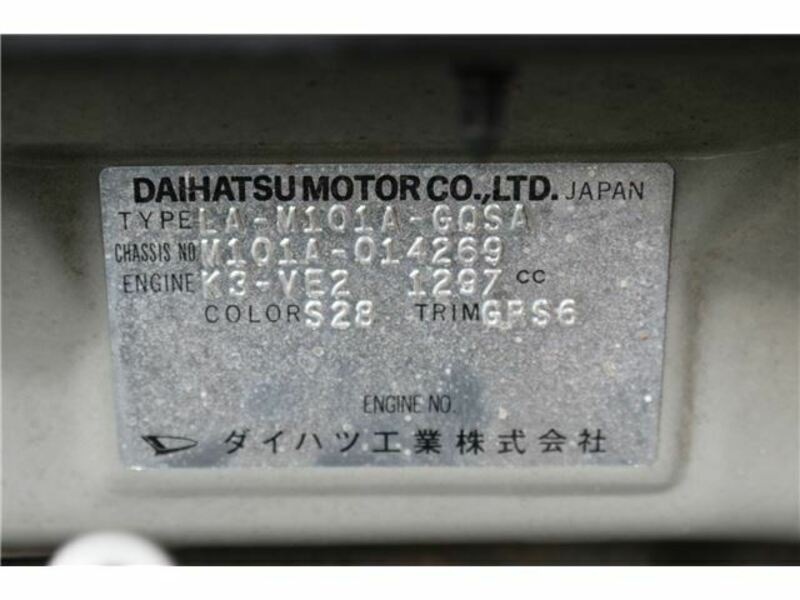 DAIHATSU MOTOR CO.,LTD. JAPAN
TYPE LA-M101A-GQSA
CHASSIS NO. M101A-014269
ENGINE K3-VE2 1297 CC
COLOR S28 TRIM GPS6
ENGINE NO.
ダイハツ工業株式会社